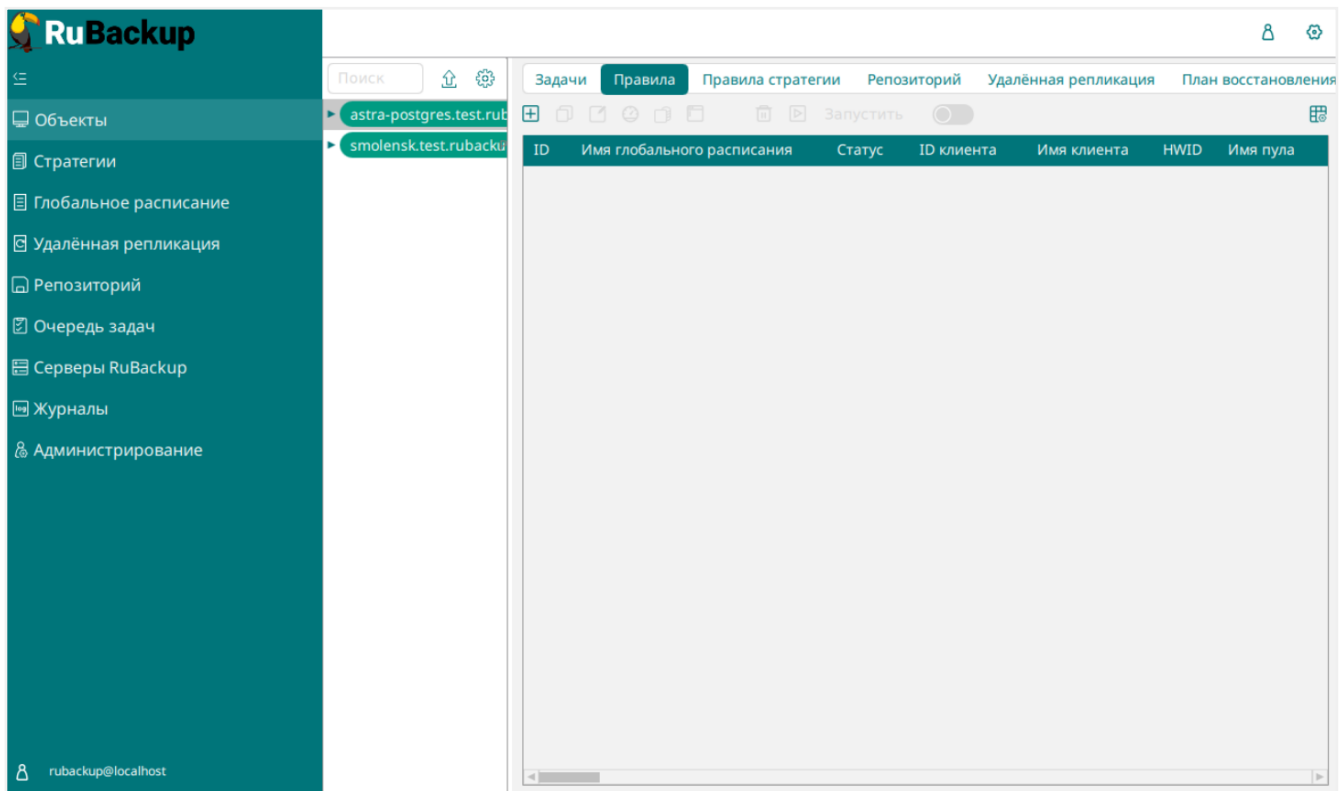 RuBackup
Поиск
Задачи Правила Правила стратегии Репозиторий Удалённая репликация План восстановления
Объекты
astra-postgres.test.rub
Запустить
Стратегии
smolensk.test.rubacku
ID Имя глобального расписания Статус ID клиента Имя клиента HWID Имя пула
Глобальное расписание
Удалённая репликация
Репозиторий
Очередь задач
Серверы RuBackup
log Журналы
Администрирование
rubackup@localhost